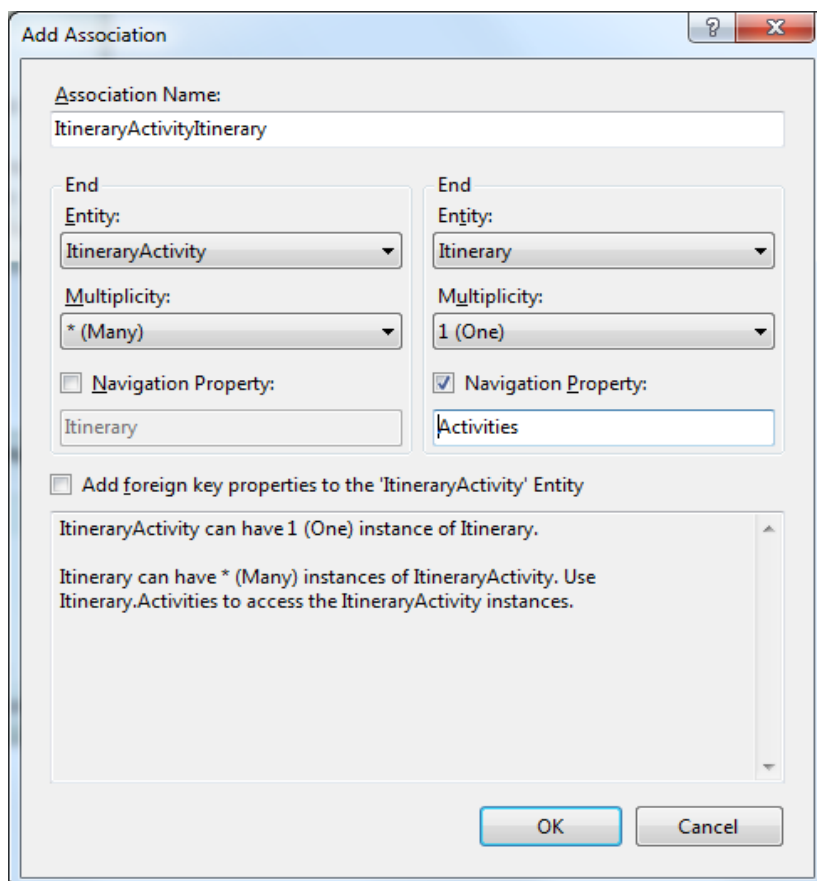 Add Association
Association Name:
ItineraryActivityItinerary
End
Entity:
ItineraryActivity
Multiplicity:
* (Many)
Navigation Property:
Itinerary
End
Entity:
Itinerary
Multiplicity:
1 (One)
Navigation Property:
Activities
Add foreign key properties to the 'ItineraryActivity' Entity
ItineraryActivity can have 1 (One) instance of Itinerary.
Itinerary can have * (Many) instances of ItineraryActivity. Use
Itinerary.Activities to access the ItineraryActivity instances.
OK
Cancel